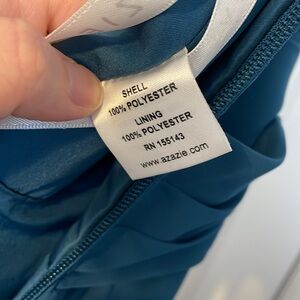 SHELL
100% POLYESTER
LINING
100% POLYESTER
RN 155143
www.azazie.com